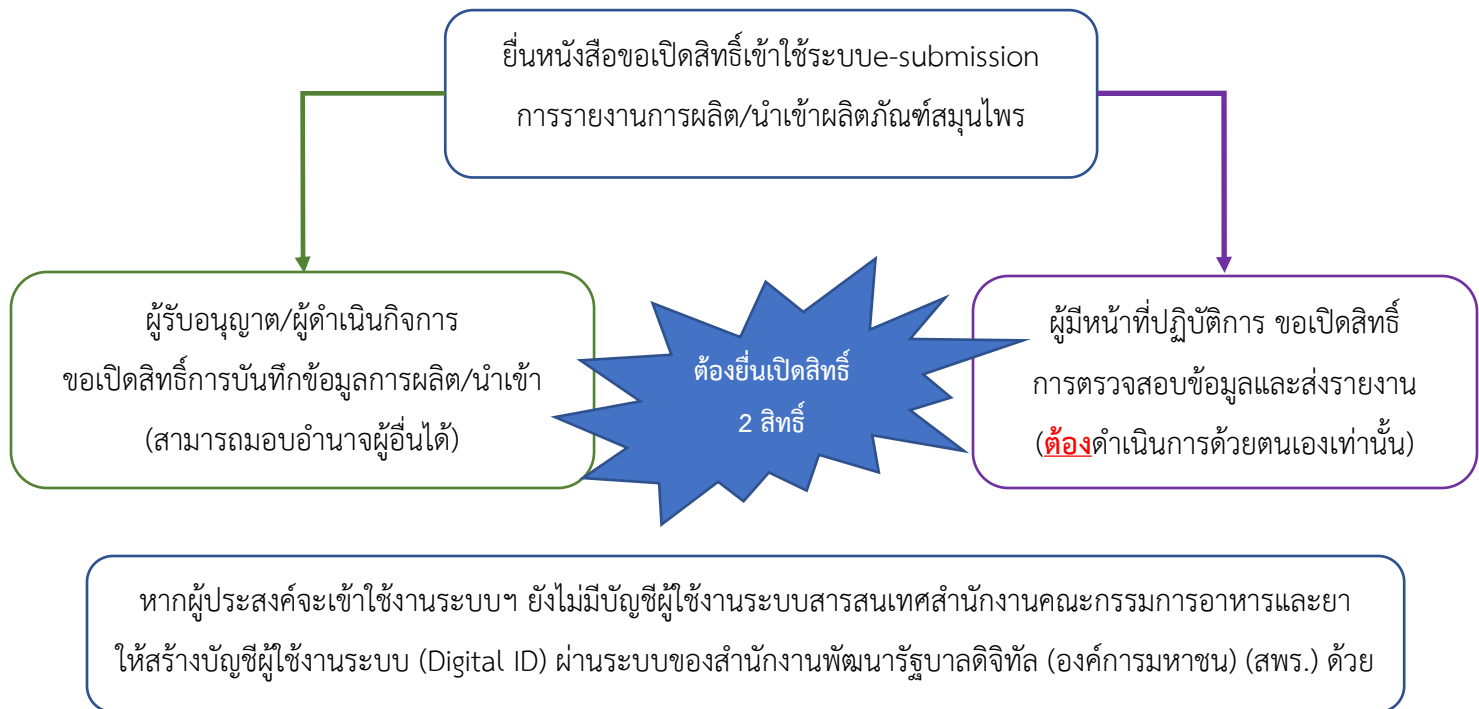 ยื่นหนังสือขอเปิดสิทธิ์เข้าใช้ระบบe-submission
การรายงานการผลิต/นำเข้าผลิตภัณฑ์สมุนไพร
ผู้รับอนุญาต/ผู้ดำเนินกิจการ
ขอเปิดสิทธิ์การบันทึกข้อมูลการผลิต/นำเข้า
(สามารถมอบอำนาจผู้อื่นได้)
ต้องยื่นเปิดสิทธิ์
2 สิทธิ์
ผู้มีหน้าที่ปฏิบัติการ ขอเปิดสิทธิ์
การตรวจสอบข้อมูลและส่งรายงาน
(ต้องดำเนินการด้วยตนเองเท่านั้น)
หากผู้ประสงค์จะเข้าใช้งานระบบฯ ยังไม่มีบัญชีผู้ใช้งานระบบสารสนเทศสำนักงานคณะกรรมการอาหารและยา
ให้สร้างบัญชีผู้ใช้งานระบบ (Digital ID) ผ่านระบบของสำนักงานพัฒนารัฐบาลดิจิทัล (องค์การมหาชน) (สพร.) ด้วย